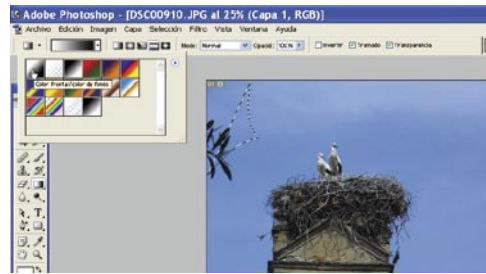 Adobe Photoshop - [DSC00910.JPG al 25% (Capa 1, RGB)]
Archivo Edición Imagen Capa Selección Filtro Vista Ventana Ayuda
Modo: Normal Opacid: 100% Invertir Tramado Transparencia
Color frontal/color de fondo
T